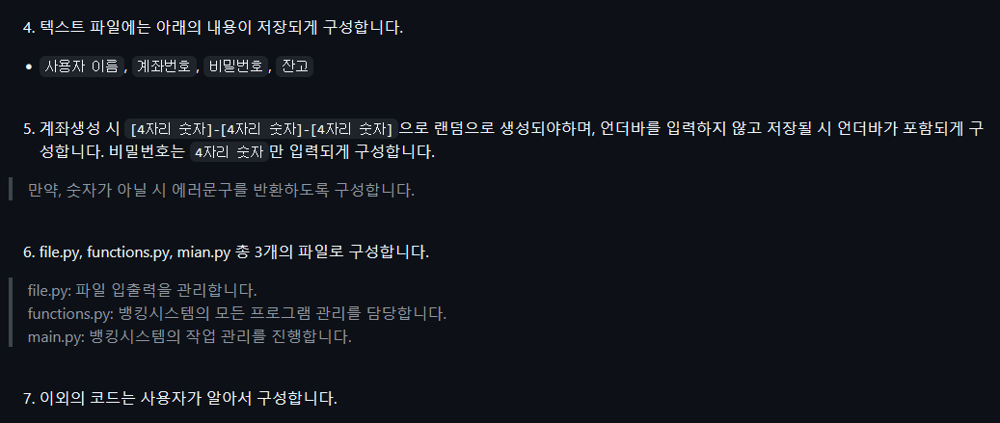 4. 텍스트 파일에는 아래의 내용이 저장되게 구성합니다.
• 사용자 이름, 계좌번호, 비밀번호, 잔고
5. 계좌생성 시 [4자리 숫자]-[4자리 숫자]-[4자리 숫자]으로 랜덤으로 생성되야하며, 언더바를 입력하지 않고 저장될 시 언더바가 포함되게 구
성합니다. 비밀번호는 4자리 숫자만 입력되게 구성합니다.
만약, 숫자가 아닐 시 에러문구를 반환하도록 구성합니다.
6. file.py, functions.py, mian.py 총 3개의 파일로 구성합니다.
file.py: 파일 입출력을 관리합니다.
functions.py: 뱅킹시스템의 모든 프로그램 관리를 담당합니다.
main.py: 뱅킹시스템의 작업 관리를 진행합니다.
7. 이외의 코드는 사용자가 알아서 구성합니다.